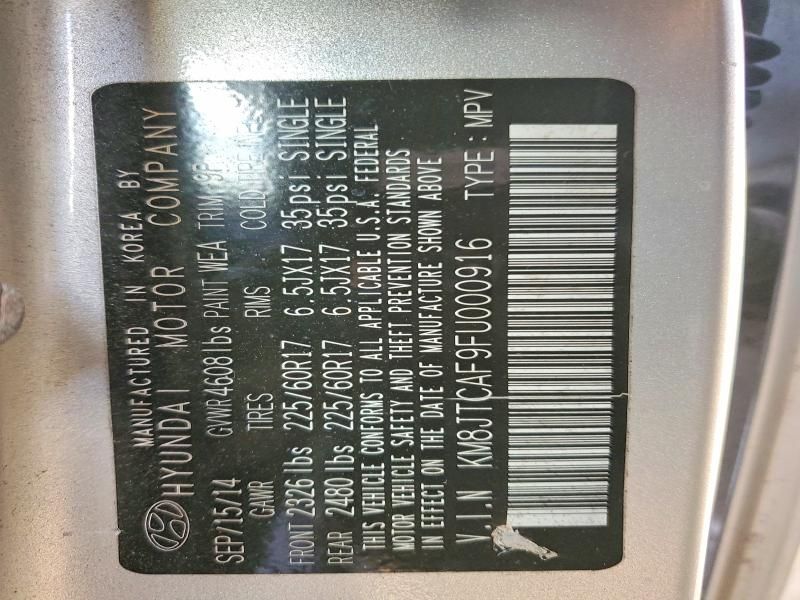 MANUFACTURED IN KOREA BY
HYUNDAI MOTOR COMPANY
SEP/15/14 GVWR 4608 lbs PAINT WEA TRIM
GAWR TIRES RIMS COLD TIRE
FRONT 2326 lbs 225/60R17 6.5JX17 35psi SINGLE
REAR 2480 lbs 225/60R17 6.5JX17 35psi SINGLE
THIS VEHICLE CONFORMS TO ALL APPLICABLE U.S.A. FEDERAL
MOTOR VEHICLE SAFETY AND THEFT PREVENTION STANDARDS
IN EFFECT ON THE DATE OF MANUFACTURE SHOWN ABOVE
V.I.N KM8JTCAF9FU000916 TYPE: MPV